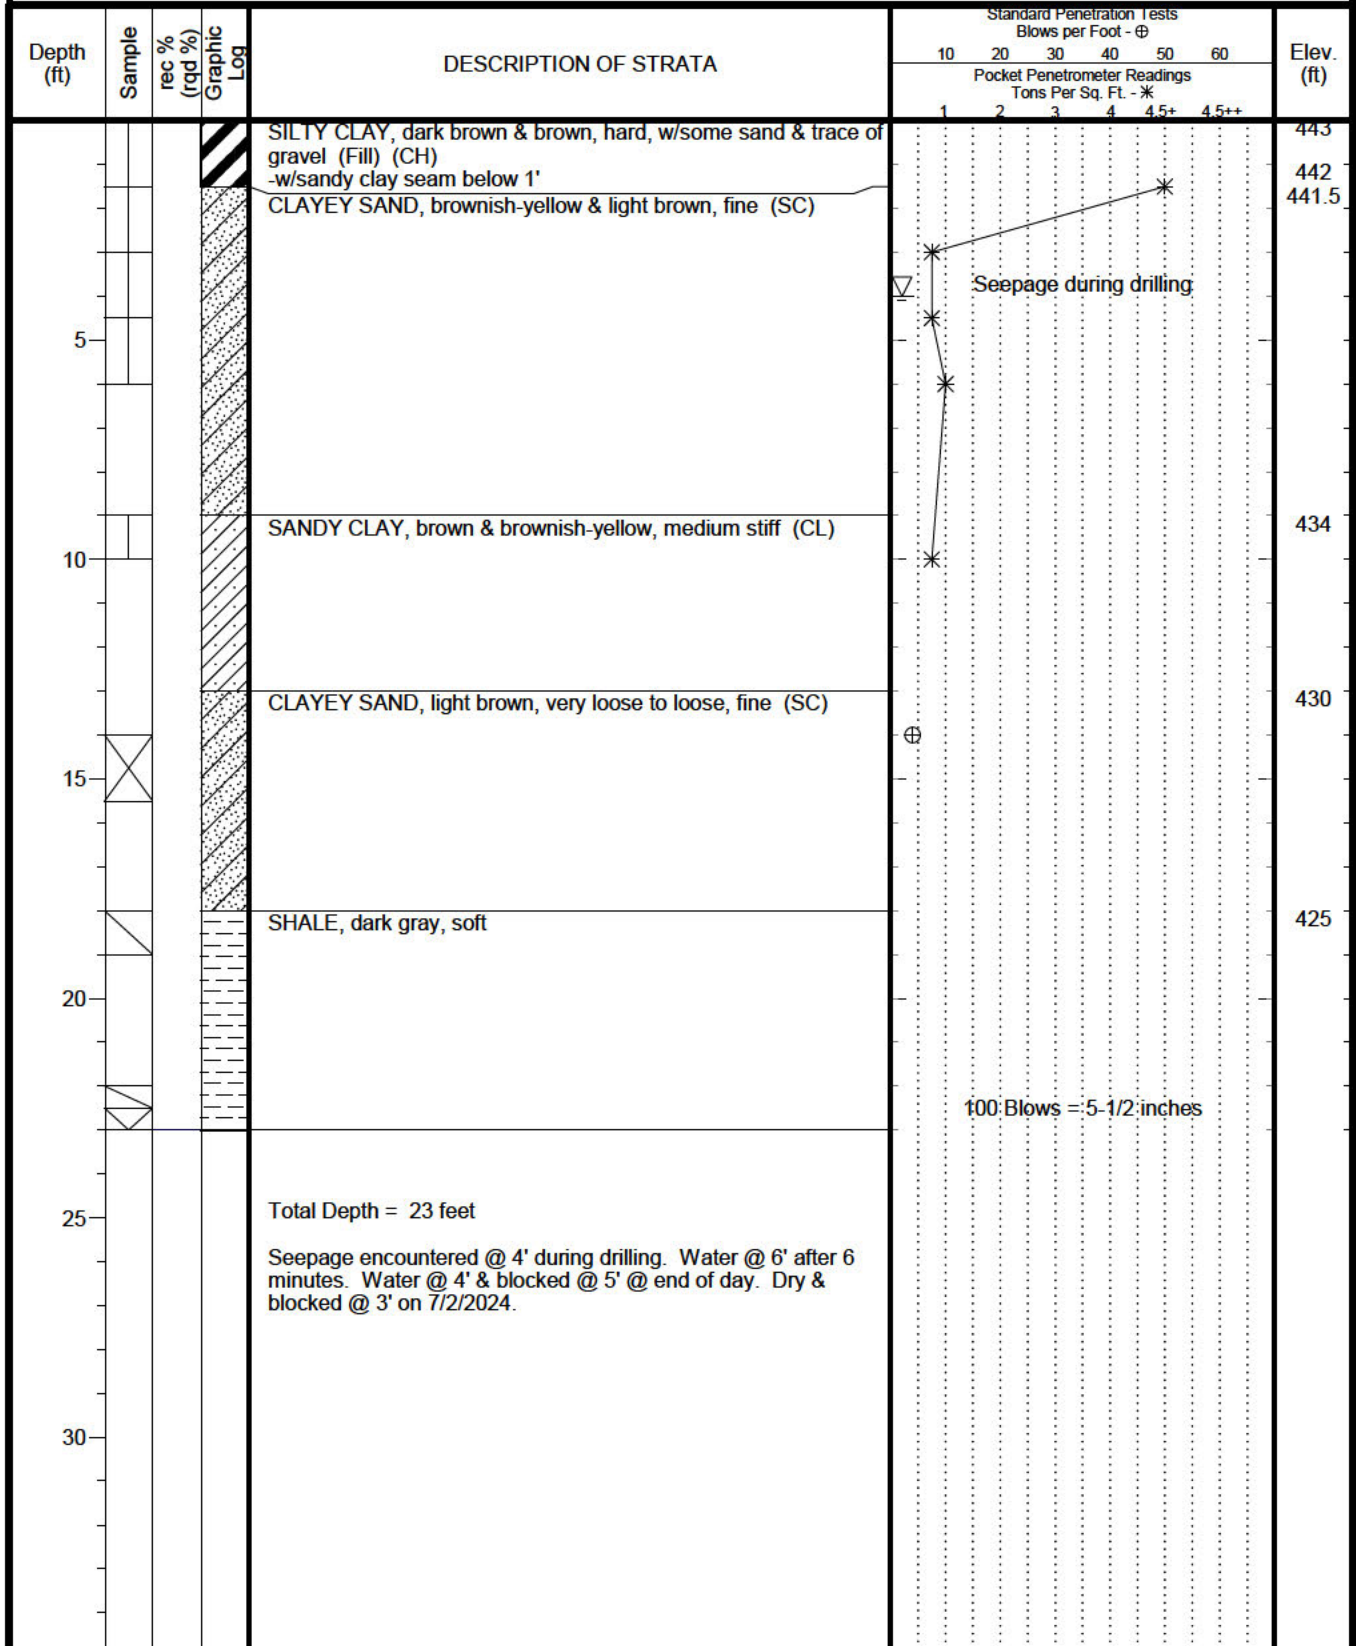 Depth
(ft)
Sample
rec %
(rqd %)
Graphic
Log
DESCRIPTION OF STRATA
Standard Penetration Tests
Blows per Foot - ⊕
10 20 30 40 50 60
Pocket Penetrometer Readings
Tons Per Sq. Ft. - ✳
1 2 3 4 4.5+ 4.5++
Elev.
(ft)
SILTY CLAY, dark brown & brown, hard, w/some sand & trace of
gravel (Fill) (CH)
-w/sandy clay seam below 1'
443
442
441.5
CLAYEY SAND, brownish-yellow & light brown, fine (SC)
Seepage during drilling
5
SANDY CLAY, brown & brownish-yellow, medium stiff (CL)
434
10
CLAYEY SAND, light brown, very loose to loose, fine (SC)
430
15
SHALE, dark gray, soft
425
20
100 Blows = 5-1/2 inches
25
Total Depth = 23 feet
Seepage encountered @ 4' during drilling. Water @ 6' after 6
minutes. Water @ 4' & blocked @ 5' @ end of day. Dry &
blocked @ 3' on 7/2/2024.
30